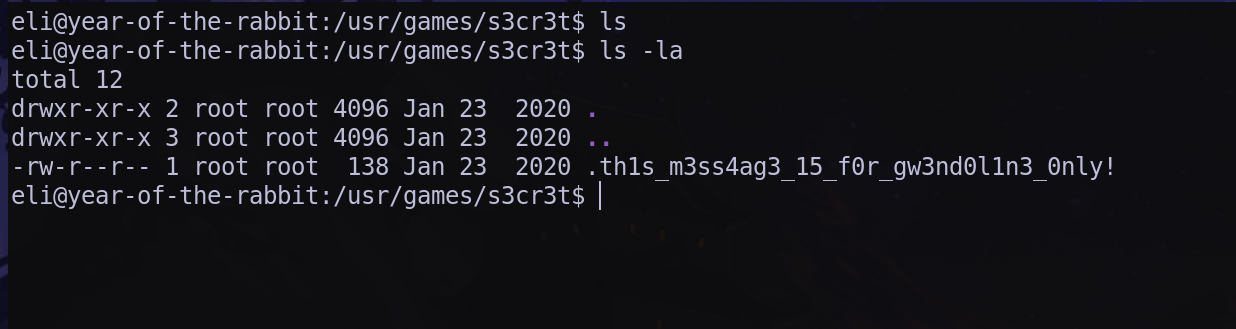 eli@year-of-the-rabbit:/usr/games/s3cr3t$ ls
eli@year-of-the-rabbit:/usr/games/s3cr3t$ ls -la
total 12
drwxr-xr-x 2 root root 4096 Jan 23  2020 .
drwxr-xr-x 3 root root 4096 Jan 23  2020 ..
-rw-r--r-- 1 root root  138 Jan 23  2020 .th1s_m3ss4ag3_15_f0r_gw3nd0l1n3_0nly!
eli@year-of-the-rabbit:/usr/games/s3cr3t$